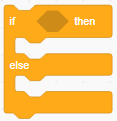 if then
else